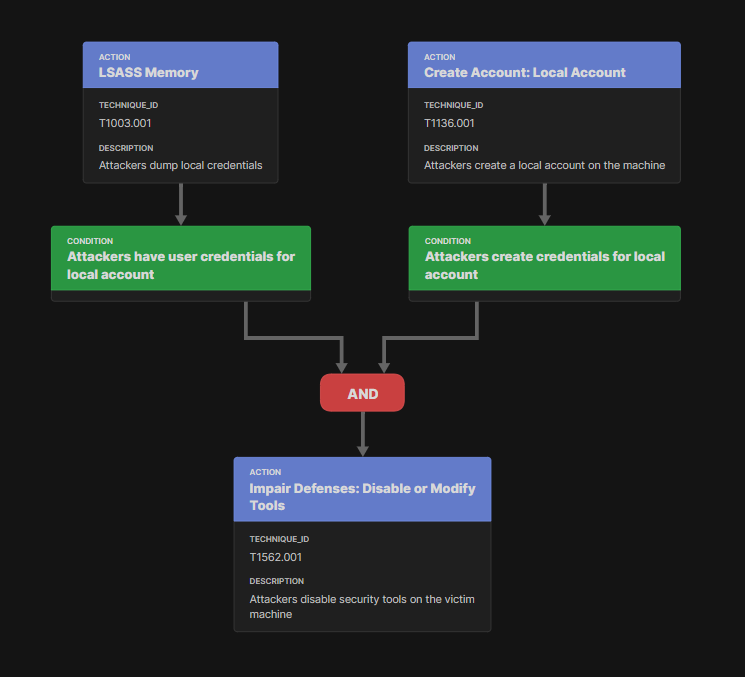 ACTION
LSASS Memory
TECHNIQUE_ID
T1003.001
DESCRIPTION
Attackers dump local credentials
ACTION
Create Account: Local Account
TECHNIQUE_ID
T1136.001
DESCRIPTION
Attackers create a local account on the machine
CONDITION
Attackers have user credentials for
local account
CONDITION
Attackers create credentials for local
account
AND
ACTION
Impair Defenses: Disable or Modify
Tools
TECHNIQUE_ID
T1562.001
DESCRIPTION
Attackers disable security tools on the victim
machine